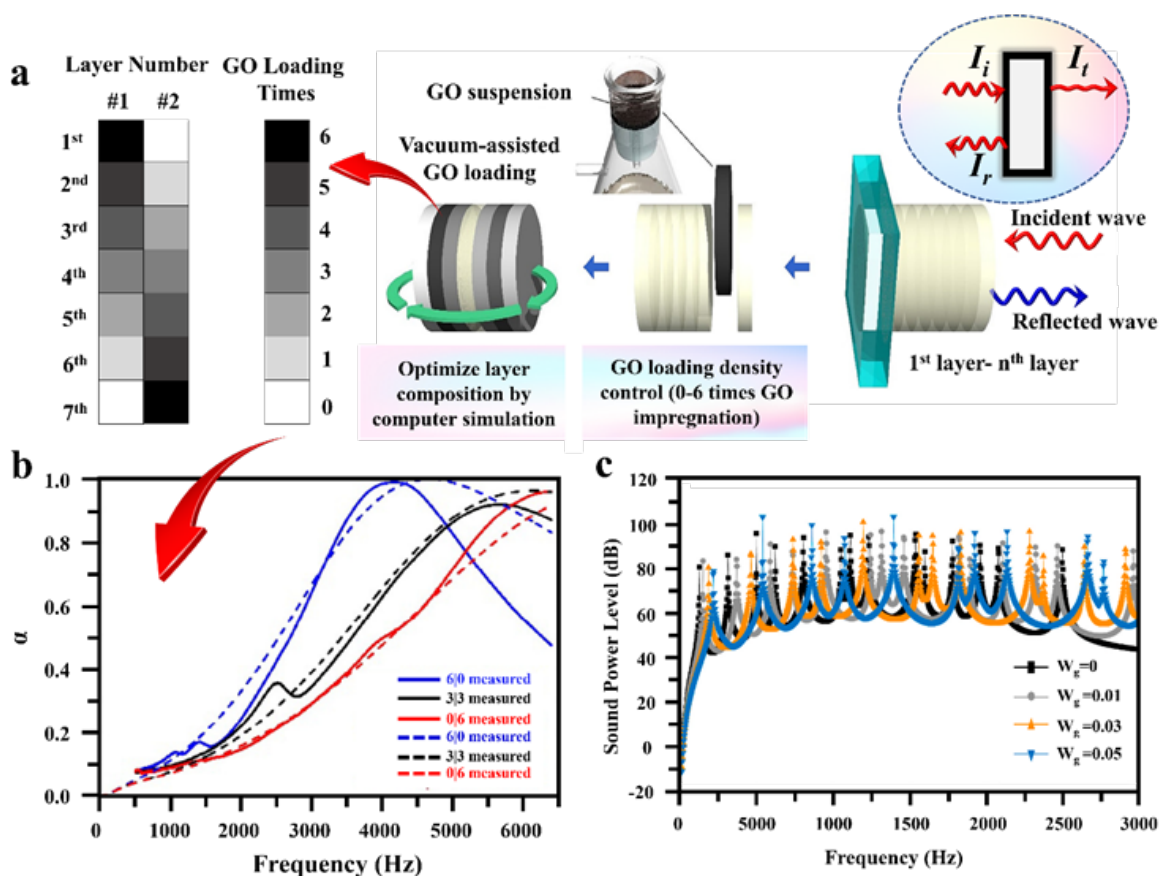 a
Layer Number
#1 #2
1st
2nd
3rd
4th
5th
6th
7th
GO Loading
Times
6
5
4
3
2
1
0
GO suspension
Vacuum-assisted
GO loading
Ii
It
Ir
Incident wave
Reflected wave
1st layer- nth layer
Optimize layer
composition by
computer simulation
GO loading density
control (0-6 times GO
impregnation)
b
1.0
0.8
0.6
0.4
0.2
0.0
α
6|0 measured
3|3 measured
0|6 measured
6|0 measured
3|3 measured
0|6 measured
0 1000 2000 3000 4000 5000 6000
Frequency (Hz)
c
120
100
80
60
40
20
0
-20
Sound Power Level (dB)
Wg=0
Wg=0.01
Wg=0.03
Wg=0.05
0 500 1000 1500 2000 2500 3000
Frequency (Hz)